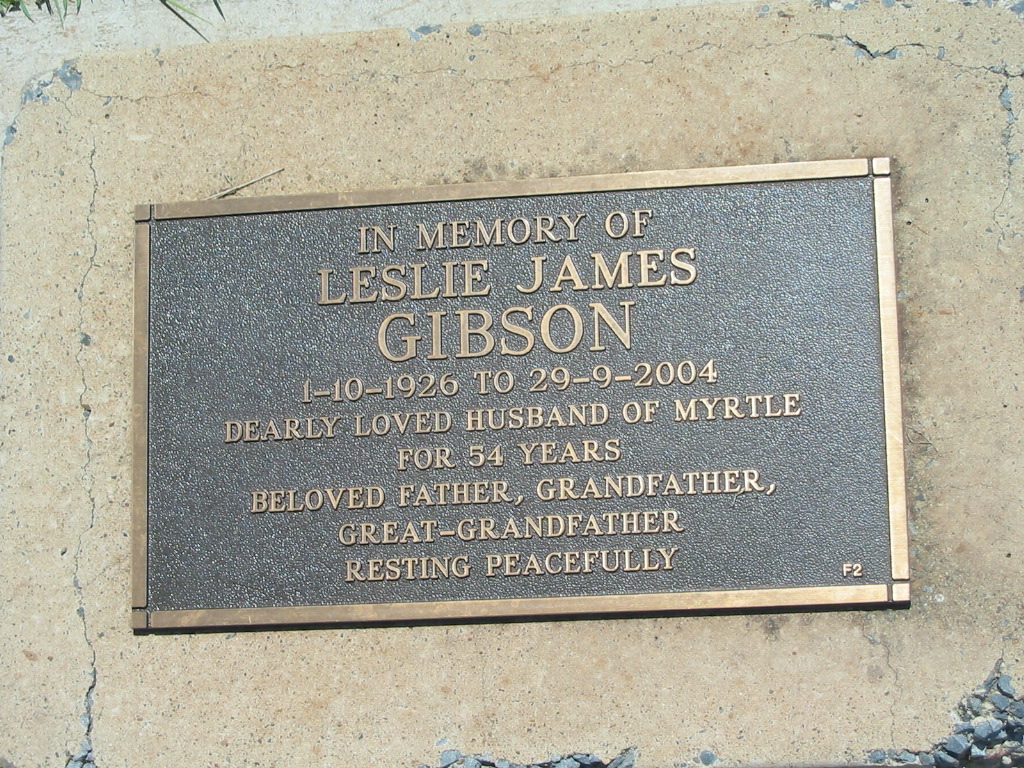 IN MEMORY OF
LESLIE JAMES
GIBSON
1-10-1926 TO 29-9-2004
DEARLY LOVED HUSBAND OF MYRTLE
FOR 54 YEARS
BELOVED FATHER, GRANDFATHER,
GREAT-GRANDFATHER
RESTING PEACEFULLY
F2